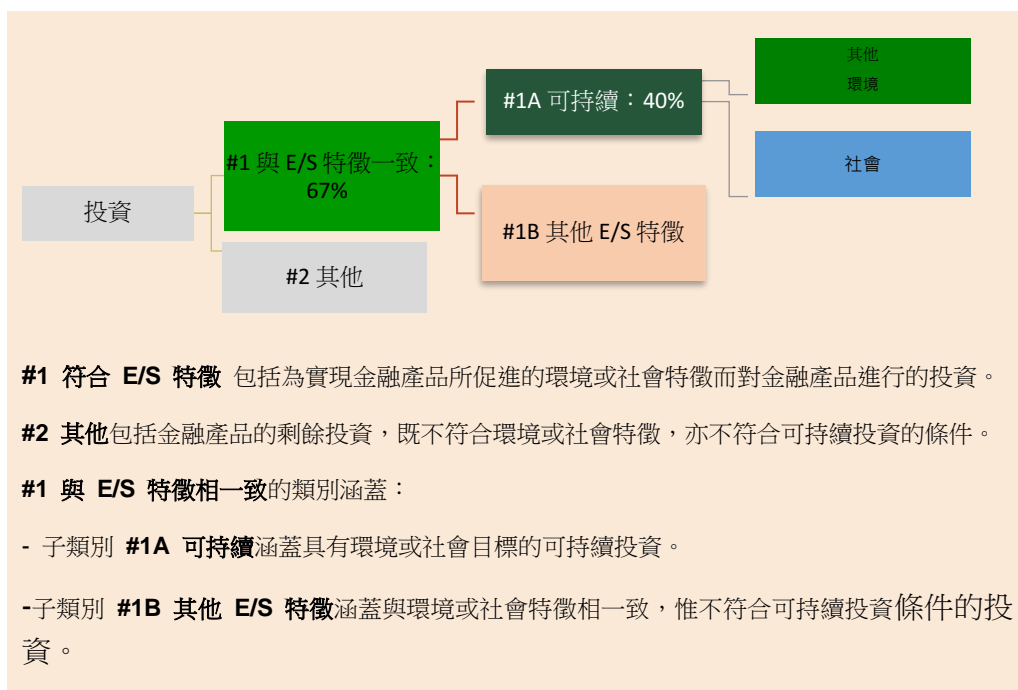 其他
環境
#1A 可持續：40%
#1 與 E/S 特徵一致：
67%
社會
投資
#1B 其他 E/S 特徵
#2 其他
#1 符合 E/S 特徵 包括為實現金融產品所促進的環境或社會特徵而對金融產品進行的投資。
#2 其他包括金融產品的剩餘投資，既不符合環境或社會特徵，亦不符合可持續投資的條件。
#1 與 E/S 特徵相一致的類別涵蓋：
- 子類別 #1A 可持續涵蓋具有環境或社會目標的可持續投資。
-子類別 #1B 其他 E/S 特徵涵蓋與環境或社會特徵相一致，惟不符合可持續投資條件的投
資。